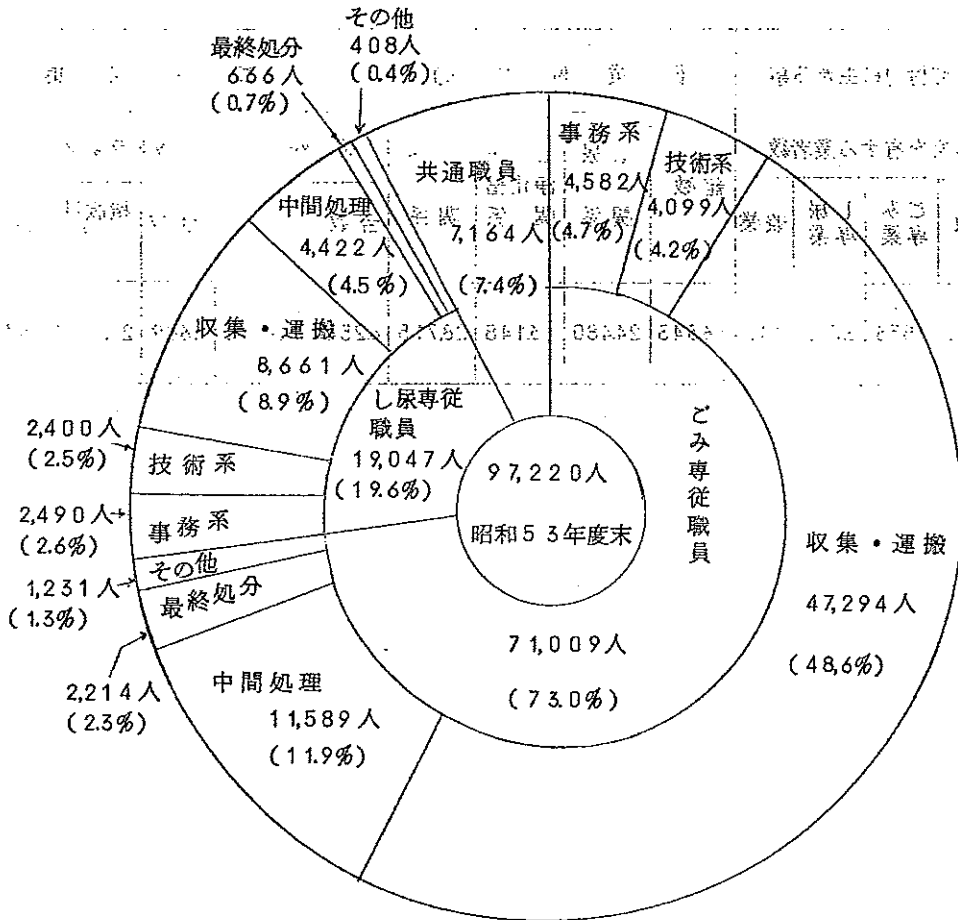 その他
408人
(0.4%)
最終処分
666人
(0.7%)
共通職員
7,164人
(7.4%)
事務系
4,582人
(4.7%)
技術系
4,099人
(4.2%)
中間処理
4,422人
(4.5%)
収集・運搬
8,661人
(8.9%)
し尿専従
職員
19,047人
(19.6%)
97,220人
昭和53年度末
ごみ専従職員
71,009人
(73.0%)
収集・運搬
47,294人
(48,6%)
2,400人
(2.5%)
技術系
2,490人
(2.6%)
事務系
その他
1,231人
(1.3%)
最終処分
2,214人
(2.3%)
中間処理
11,589人
(11.9%)